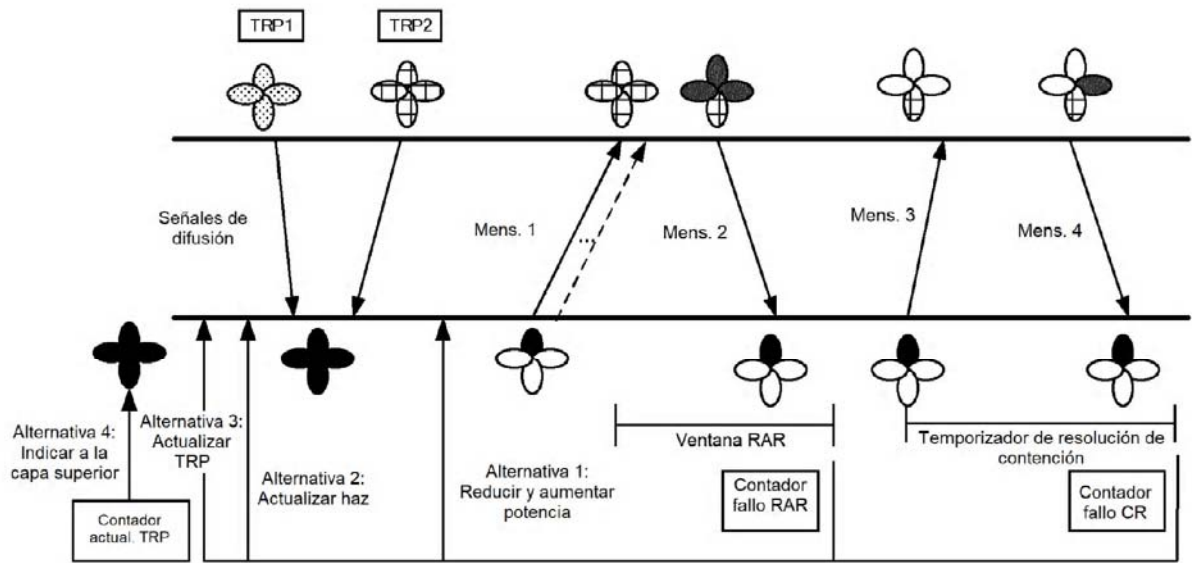 TRP1
TRP2
Señales de
difusión
Mens. 1
...
Mens. 2
Mens. 3
Mens. 4
Alternativa 4:
Indicar a la
capa superior
Contador
actual. TRP
Alternativa 3:
Actualizar
TRP
Alternativa 2:
Actualizar haz
Alternativa 1:
Reducir y aumentar
potencia
Ventana RAR
Contador
fallo RAR
Temporizador de resolución de
contención
Contador
fallo CR